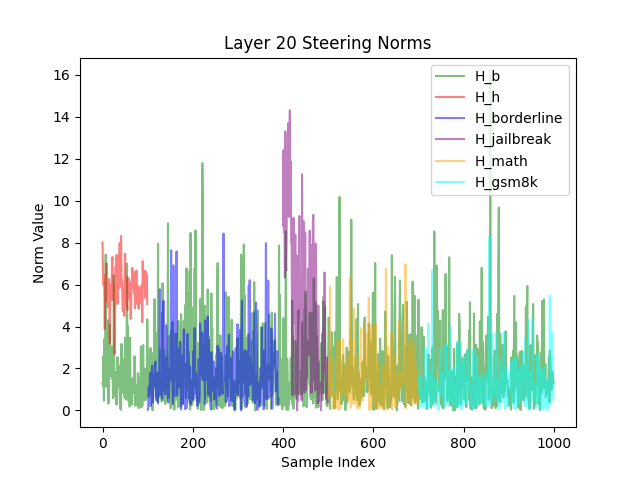 Layer 20 Steering Norms
Norm Value
16
14
12
10
8
6
4
2
0
H_b
H_h
H_borderline
H_jailbreak
H_math
H_gsm8k
0
200
400
600
800
1000
Sample Index